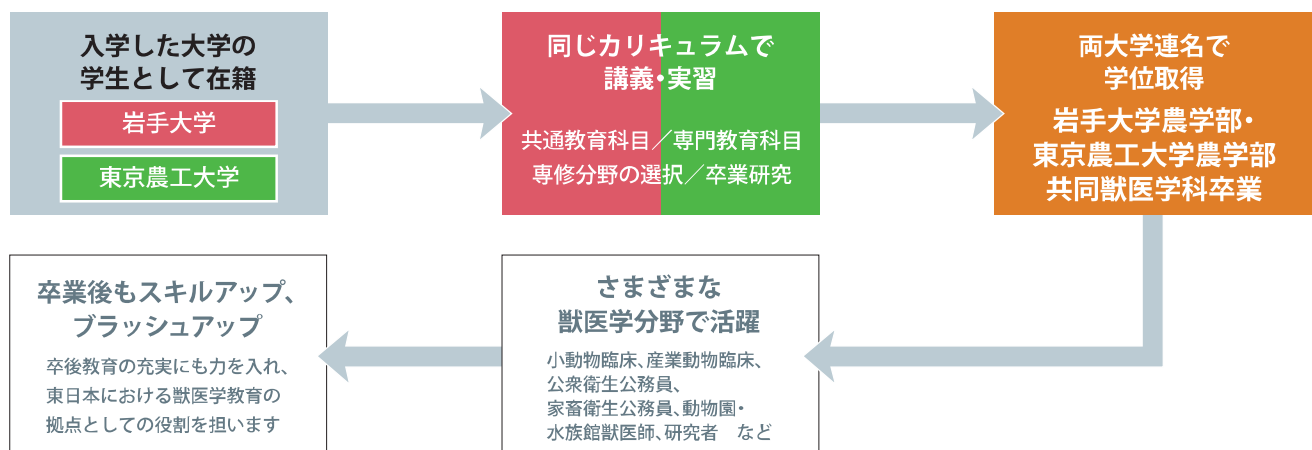 入学した大学の
学生として在籍
岩手大学
東京農工大学
同じカリキュラムで
講義・実習
共通教育科目／専門教育科目
専修分野の選択／卒業研究
両大学連名で
学位取得
岩手大学農学部・
東京農工大学農学部
共同獣医学科卒業
さまざまな
獣医学分野で活躍
小動物臨床、産業動物臨床、
公衆衛生公務員、
家畜衛生公務員、動物園・
水族館獣医師、研究者　など
卒業後もスキルアップ、
ブラッシュアップ
卒後教育の充実にも力を入れ、
東日本における獣医学教育の
拠点としての役割を担います